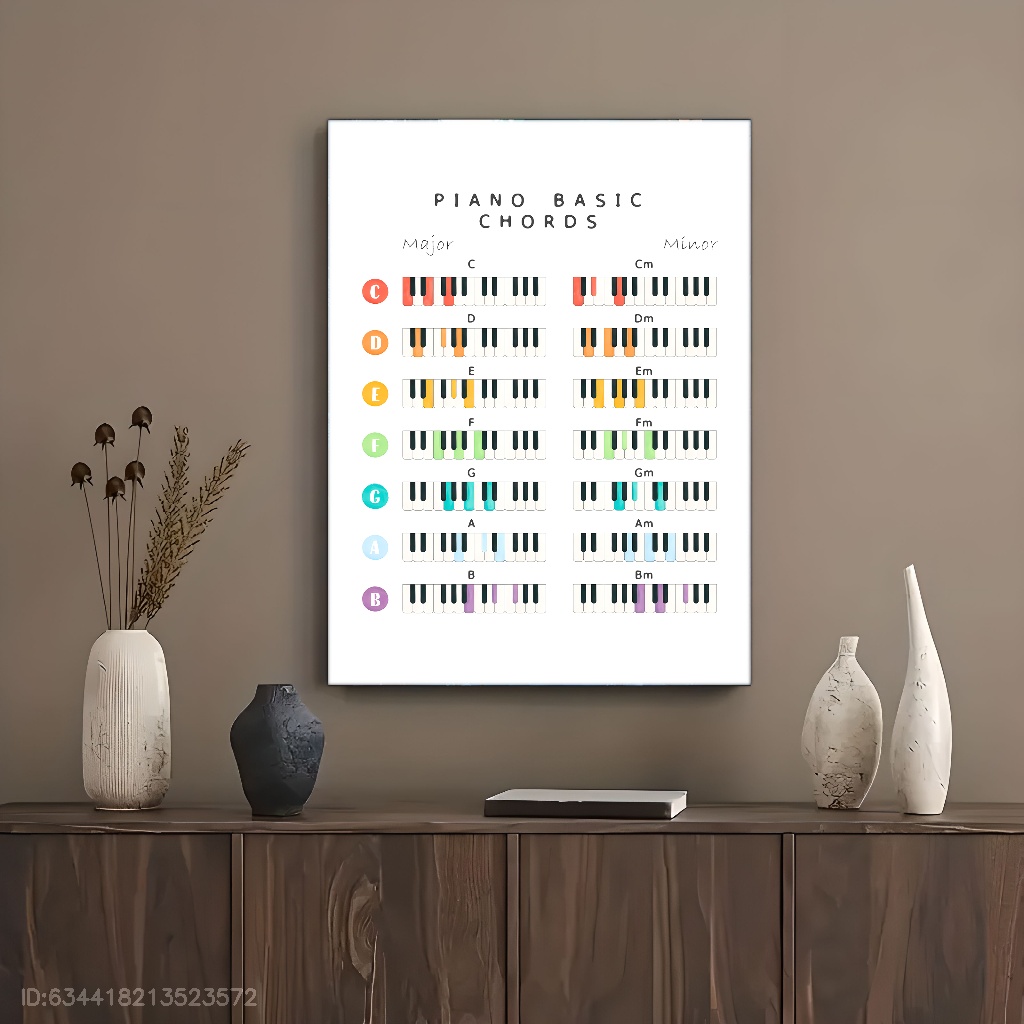 PIANO BASIC
CHORDS
Major Minor
C Cm
C
D Dm
D
E Em
E
F Fm
F
G Gm
G
A Am
A
B Bm
B
ID:634418213523572